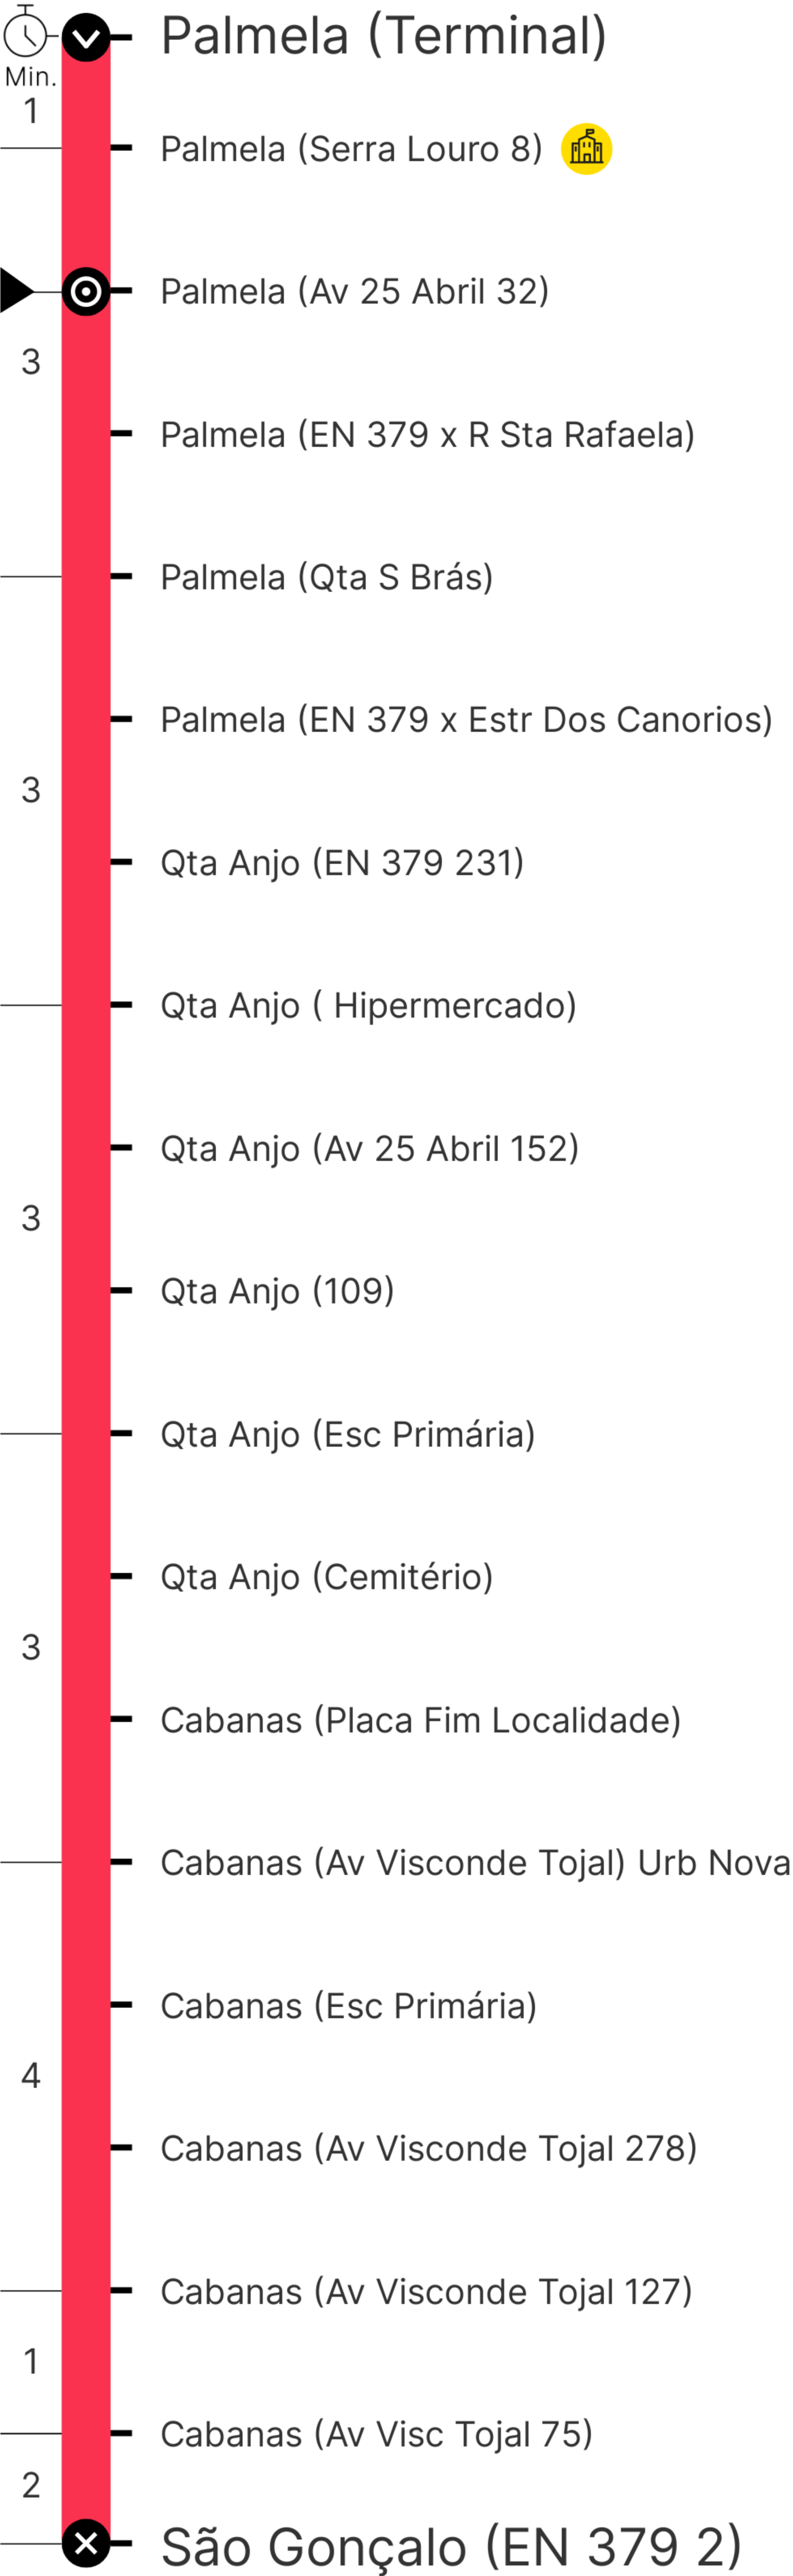 Palmela (Terminal)
Min.
1
Palmela (Serra Louro 8)
Palmela (Av 25 Abril 32)
3
Palmela (EN 379 x R Sta Rafaela)
Palmela (Qta S Brás)
Palmela (EN 379 x Estr Dos Canorios)
3
Qta Anjo (EN 379 231)
Qta Anjo ( Hipermercado)
Qta Anjo (Av 25 Abril 152)
3
Qta Anjo (109)
Qta Anjo (Esc Primária)
Qta Anjo (Cemitério)
3
Cabanas (Placa Fim Localidade)
Cabanas (Av Visconde Tojal) Urb Nova
Cabanas (Esc Primária)
4
Cabanas (Av Visconde Tojal 278)
Cabanas (Av Visconde Tojal 127)
1
Cabanas (Av Visc Tojal 75)
2
São Gonçalo (EN 379 2)